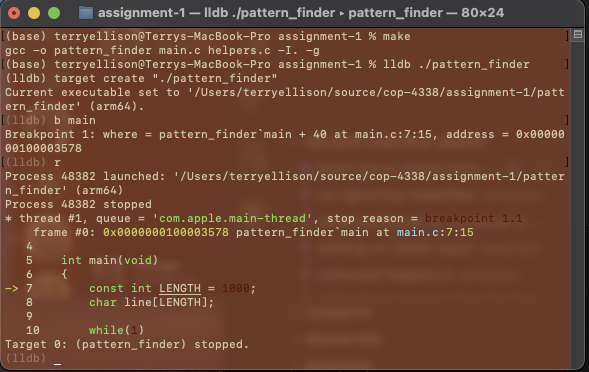 assignment-1 — lldb ./pattern_finder ▸ pattern_finder — 80×24
[(base) terryellison@Terrys-MacBook-Pro assignment-1 % make ]
gcc -o pattern_finder main.c helpers.c -I. -g
[(base) terryellison@Terrys-MacBook-Pro assignment-1 % lldb ./pattern_finder ]
(lldb) target create "./pattern_finder"
Current executable set to '/Users/terryellison/source/cop-4338/assignment-1/patt
ern_finder' (arm64).
[(lldb) b main ]
Breakpoint 1: where = pattern_finder`main + 40 at main.c:7:15, address = 0x00000
00100003578
[(lldb) r ]
Process 48382 launched: '/Users/terryellison/source/cop-4338/assignment-1/patter
n_finder' (arm64)
Process 48382 stopped
* thread #1, queue = 'com.apple.main-thread', stop reason = breakpoint 1.1
frame #0: 0x0000000100003578 pattern_finder`main at main.c:7:15
4
5 int main(void)
6 {
-> 7 const int LENGTH = 1000;
8 char line[LENGTH];
9
10 while(1)
Target 0: (pattern_finder) stopped.
(lldb) _